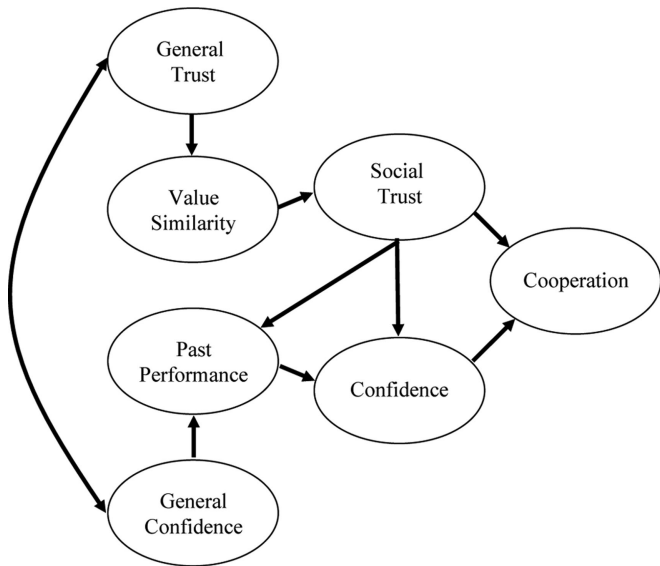 General
Trust
Value
Similarity
Social
Trust
Cooperation
Past
Performance
Confidence
General
Confidence